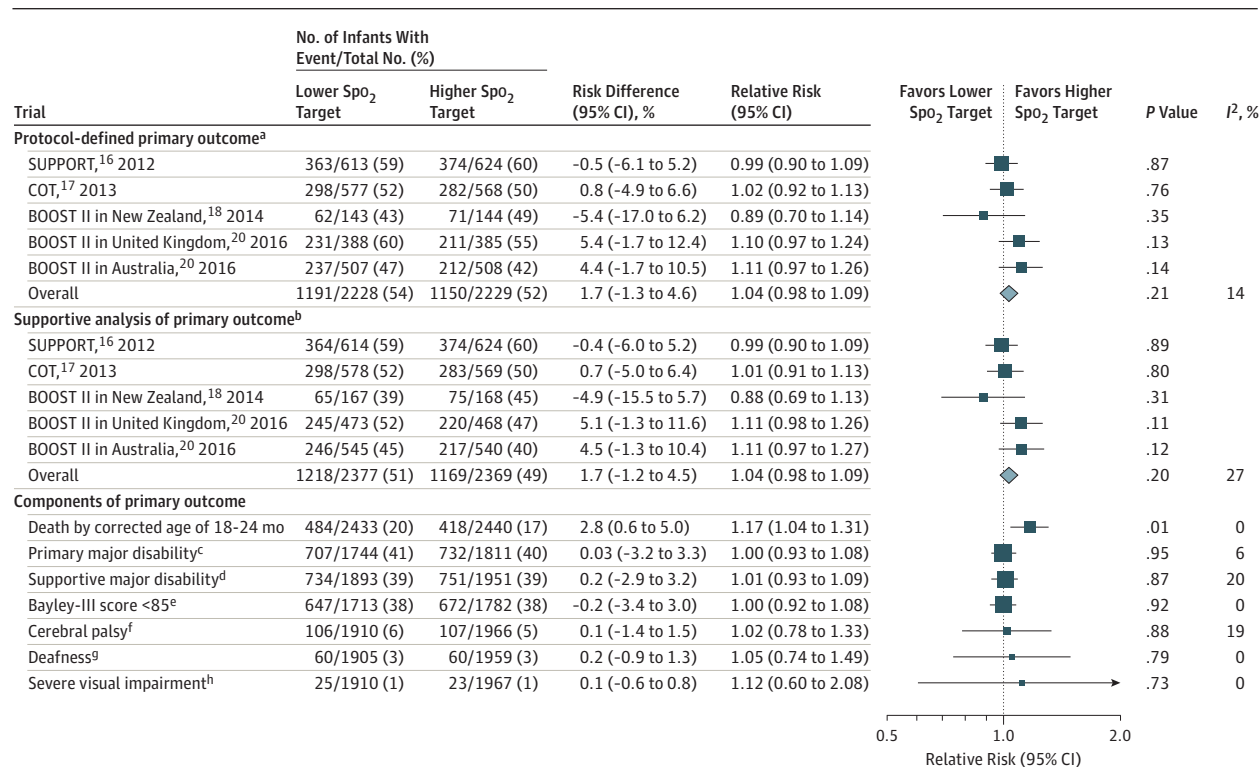 No. of Infants With
Event/Total No. (%)
Trial Lower Spo2 Target Higher Spo2 Target Risk Difference (95% CI), % Relative Risk (95% CI) Favors Lower Spo2 Target Favors Higher Spo2 Target P Value I2, %
Protocol-defined primary outcomea
SUPPORT,16 2012 363/613 (59) 374/624 (60) -0.5 (-6.1 to 5.2) 0.99 (0.90 to 1.09) .87
COT,17 2013 298/577 (52) 282/568 (50) 0.8 (-4.9 to 6.6) 1.02 (0.92 to 1.13) .76
BOOST II in New Zealand,18 2014 62/143 (43) 71/144 (49) -5.4 (-17.0 to 6.2) 0.89 (0.70 to 1.14) .35
BOOST II in United Kingdom,20 2016 231/388 (60) 211/385 (55) 5.4 (-1.7 to 12.4) 1.10 (0.97 to 1.24) .13
BOOST II in Australia,20 2016 237/507 (47) 212/508 (42) 4.4 (-1.7 to 10.5) 1.11 (0.97 to 1.26) .14
Overall 1191/2228 (54) 1150/2229 (52) 1.7 (-1.3 to 4.6) 1.04 (0.98 to 1.09) .21 14
Supportive analysis of primary outcomeb
SUPPORT,16 2012 364/614 (59) 374/624 (60) -0.4 (-6.0 to 5.2) 0.99 (0.90 to 1.09) .89
COT,17 2013 298/578 (52) 283/569 (50) 0.7 (-5.0 to 6.4) 1.01 (0.91 to 1.13) .80
BOOST II in New Zealand,18 2014 65/167 (39) 75/168 (45) -4.9 (-15.5 to 5.7) 0.88 (0.69 to 1.13) .31
BOOST II in United Kingdom,20 2016 245/473 (52) 220/468 (47) 5.1 (-1.3 to 11.6) 1.11 (0.98 to 1.26) .11
BOOST II in Australia,20 2016 246/545 (45) 217/540 (40) 4.5 (-1.3 to 10.4) 1.11 (0.97 to 1.27) .12
Overall 1218/2377 (51) 1169/2369 (49) 1.7 (-1.2 to 4.5) 1.04 (0.98 to 1.09) .20 27
Components of primary outcome
Death by corrected age of 18-24 mo 484/2433 (20) 418/2440 (17) 2.8 (0.6 to 5.0) 1.17 (1.04 to 1.31) .01 0
Primary major disabilityc 707/1744 (41) 732/1811 (40) 0.03 (-3.2 to 3.3) 1.00 (0.93 to 1.08) .95 6
Supportive major disabilityd 734/1893 (39) 751/1951 (39) 0.2 (-2.9 to 3.2) 1.01 (0.93 to 1.09) .87 20
Bayley-III score <85e 647/1713 (38) 672/1782 (38) -0.2 (-3.4 to 3.0) 1.00 (0.92 to 1.08) .92 0
Cerebral palsyf 106/1910 (6) 107/1966 (5) 0.1 (-1.4 to 1.5) 1.02 (0.78 to 1.33) .88 19
Deafnessg 60/1905 (3) 60/1959 (3) 0.2 (-0.9 to 1.3) 1.05 (0.74 to 1.49) .79 0
Severe visual impairmenth 25/1910 (1) 23/1967 (1) 0.1 (-0.6 to 0.8) 1.12 (0.60 to 2.08) .73 0
0.5 1.0 2.0
Relative Risk (95% CI)